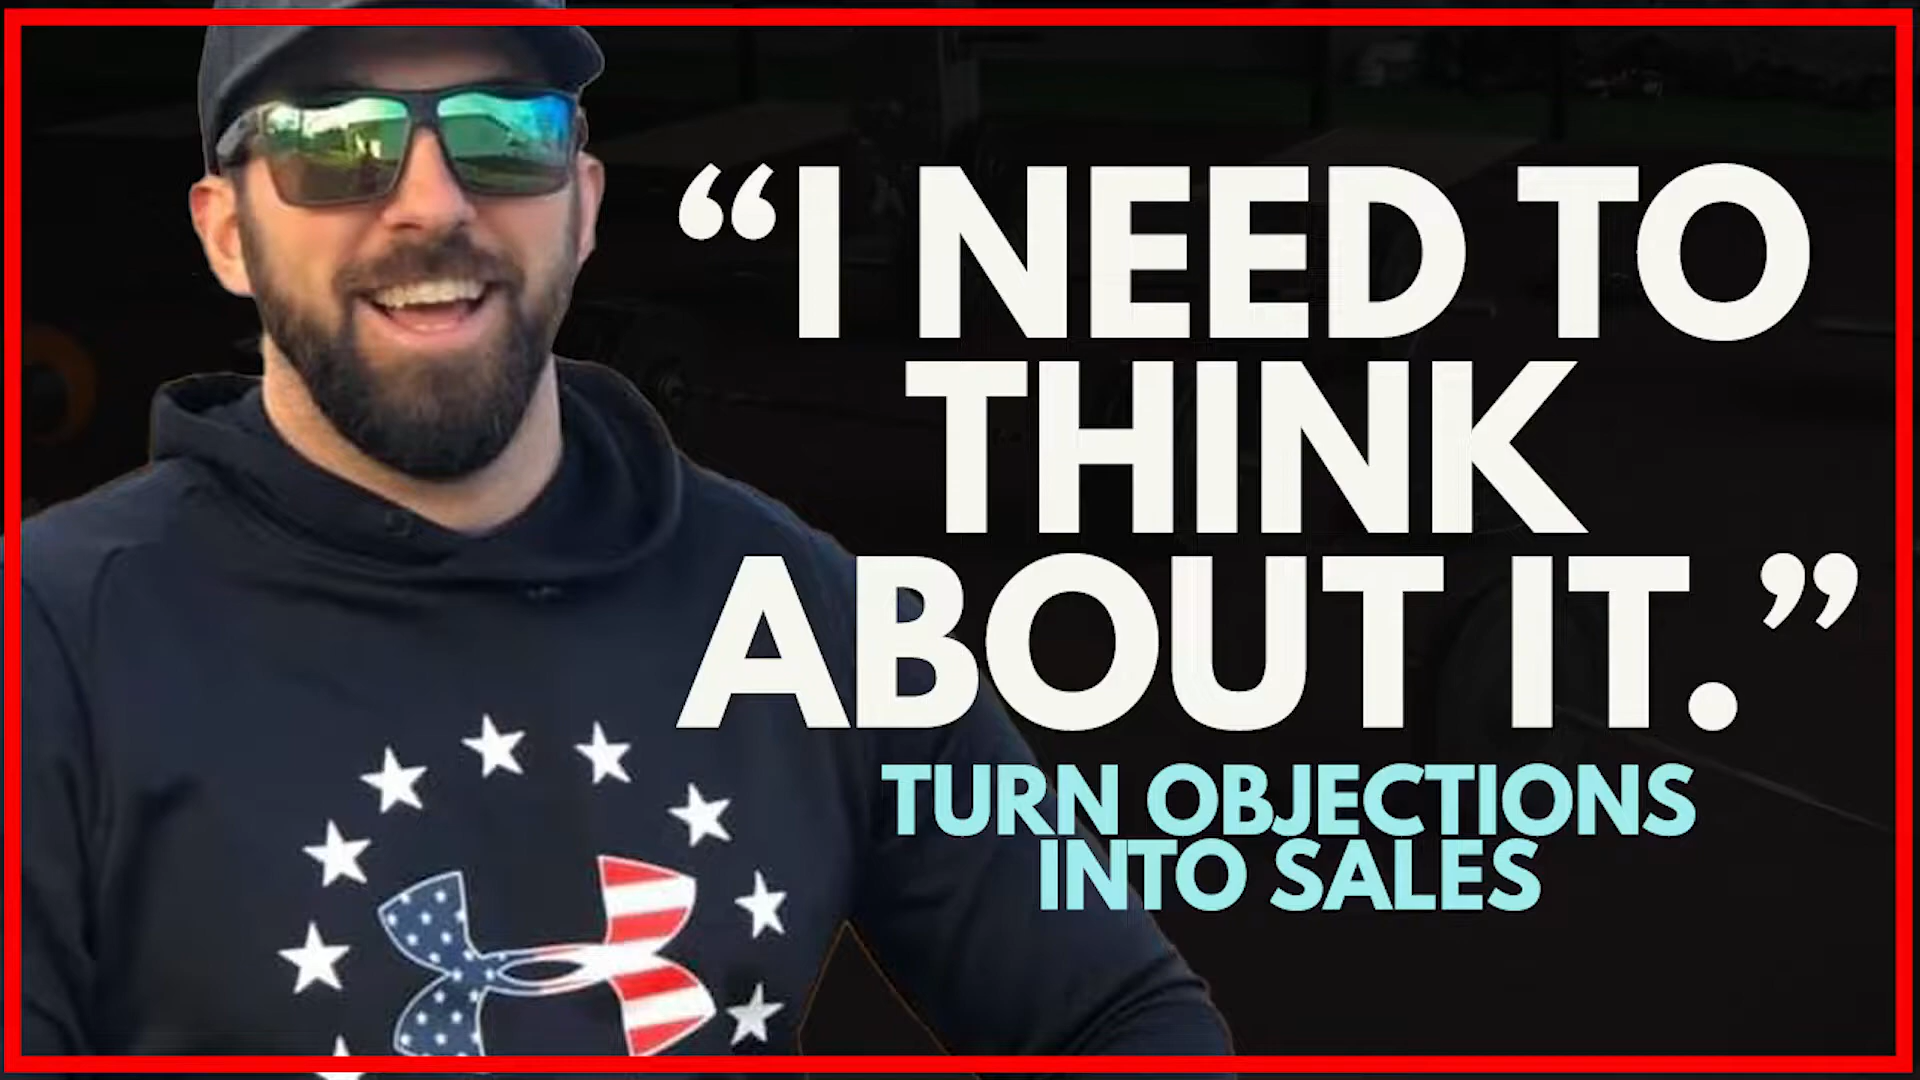 “I NEED TO
THINK
ABOUT IT.”
TURN OBJECTIONS
INTO SALES